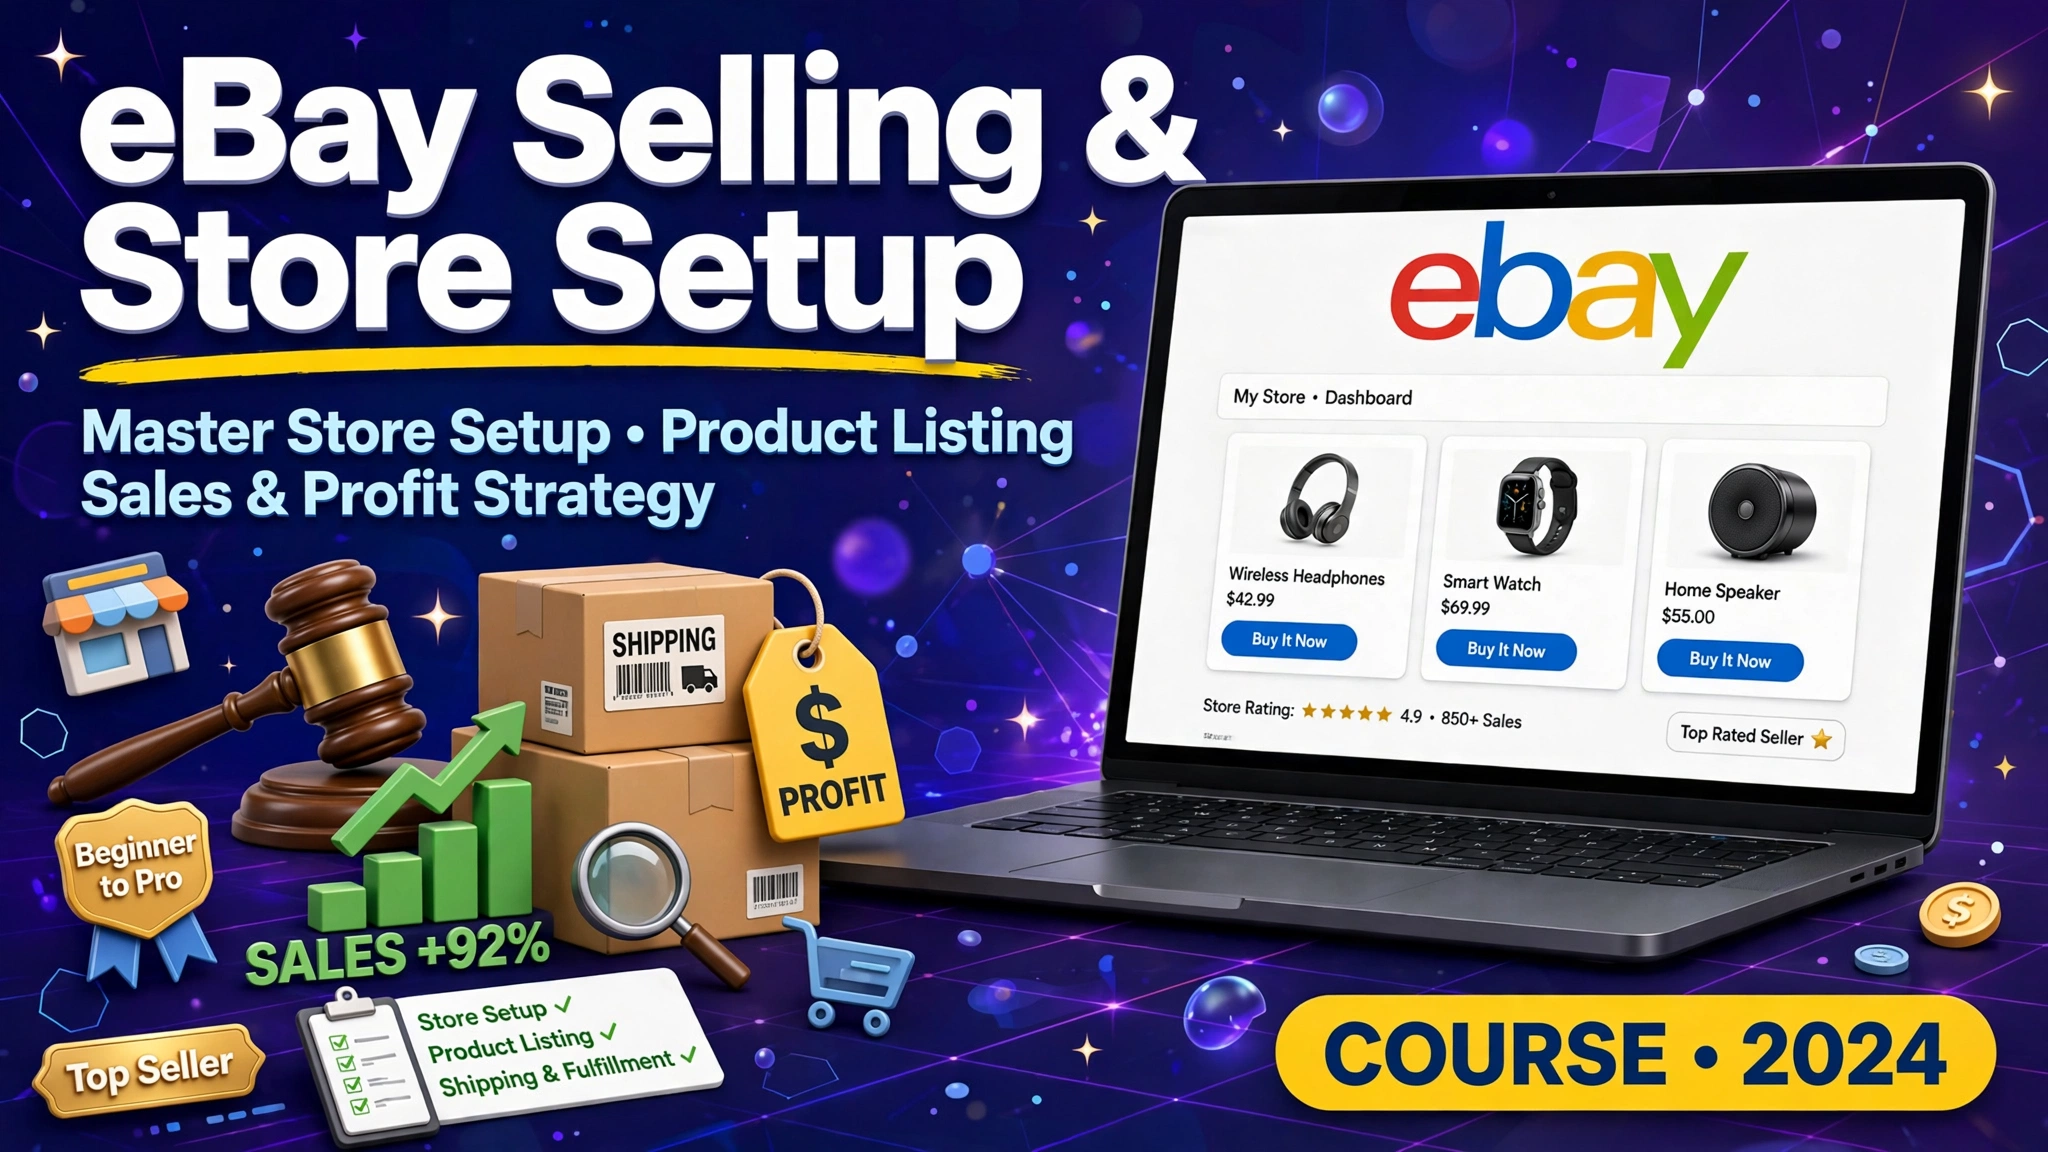 eBay Selling &
Store Setup
Master Store Setup • Product Listing
Sales & Profit Strategy
ebay
My Store • Dashboard
Wireless Headphones
$42.99
Buy It Now
Smart Watch
$69.99
Buy It Now
Home Speaker
$55.00
Buy It Now
Store Rating: ★★★★★ 4.9 • 850+ Sales
Top Rated Seller
SHIPPING
$
PROFIT
Beginner
to Pro
SALES +92%
Top Seller
Store Setup ✓
Product Listing ✓
Shipping & Fulfillment ✓
$
COURSE • 2024